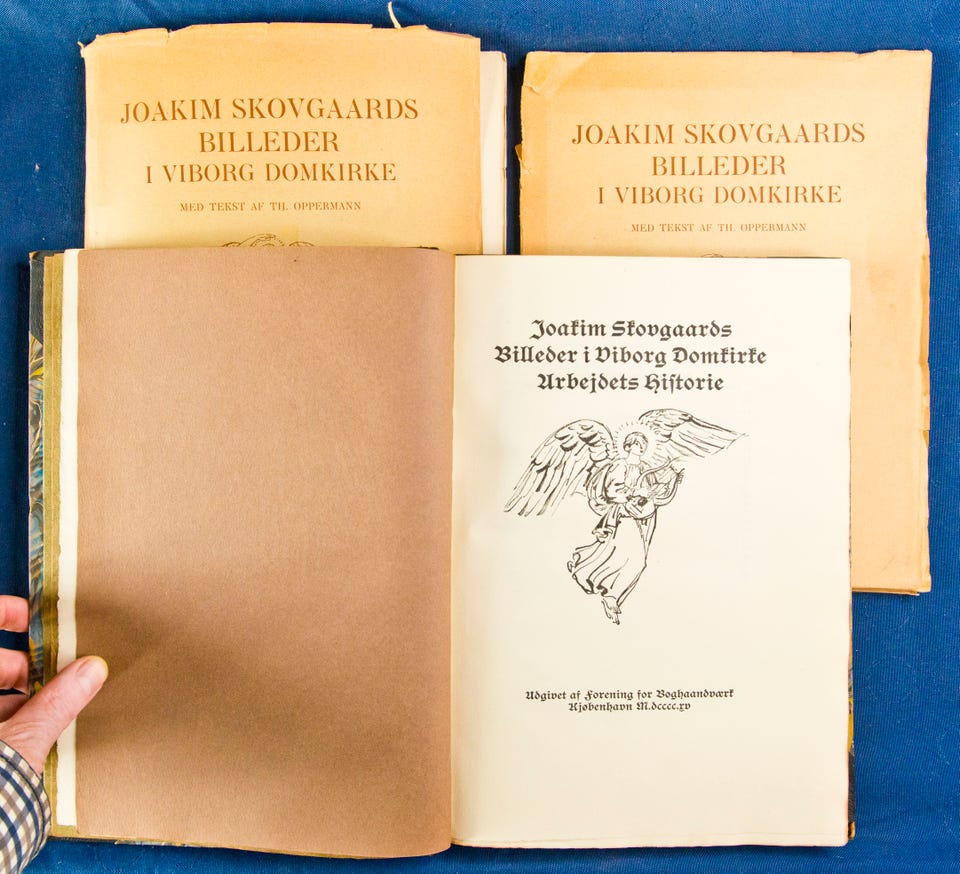 JOAKIM SKOVGAARDS
BILLEDER
I VIBORG DOMKIRKE
MED TEKST AF TH. OPPERMANN
JOAKIM SKOVGAARDS
BILLEDER
I VIBORG DOMKIRKE
MED TEKST AF TH. OPPERMANN
Joakim Skovgaards
Billeder i Viborg Domkirke
Arbejdets Historie
Udgivet af Forening for Boghaandværk
Kjøbenhavn M.dcccc.xv